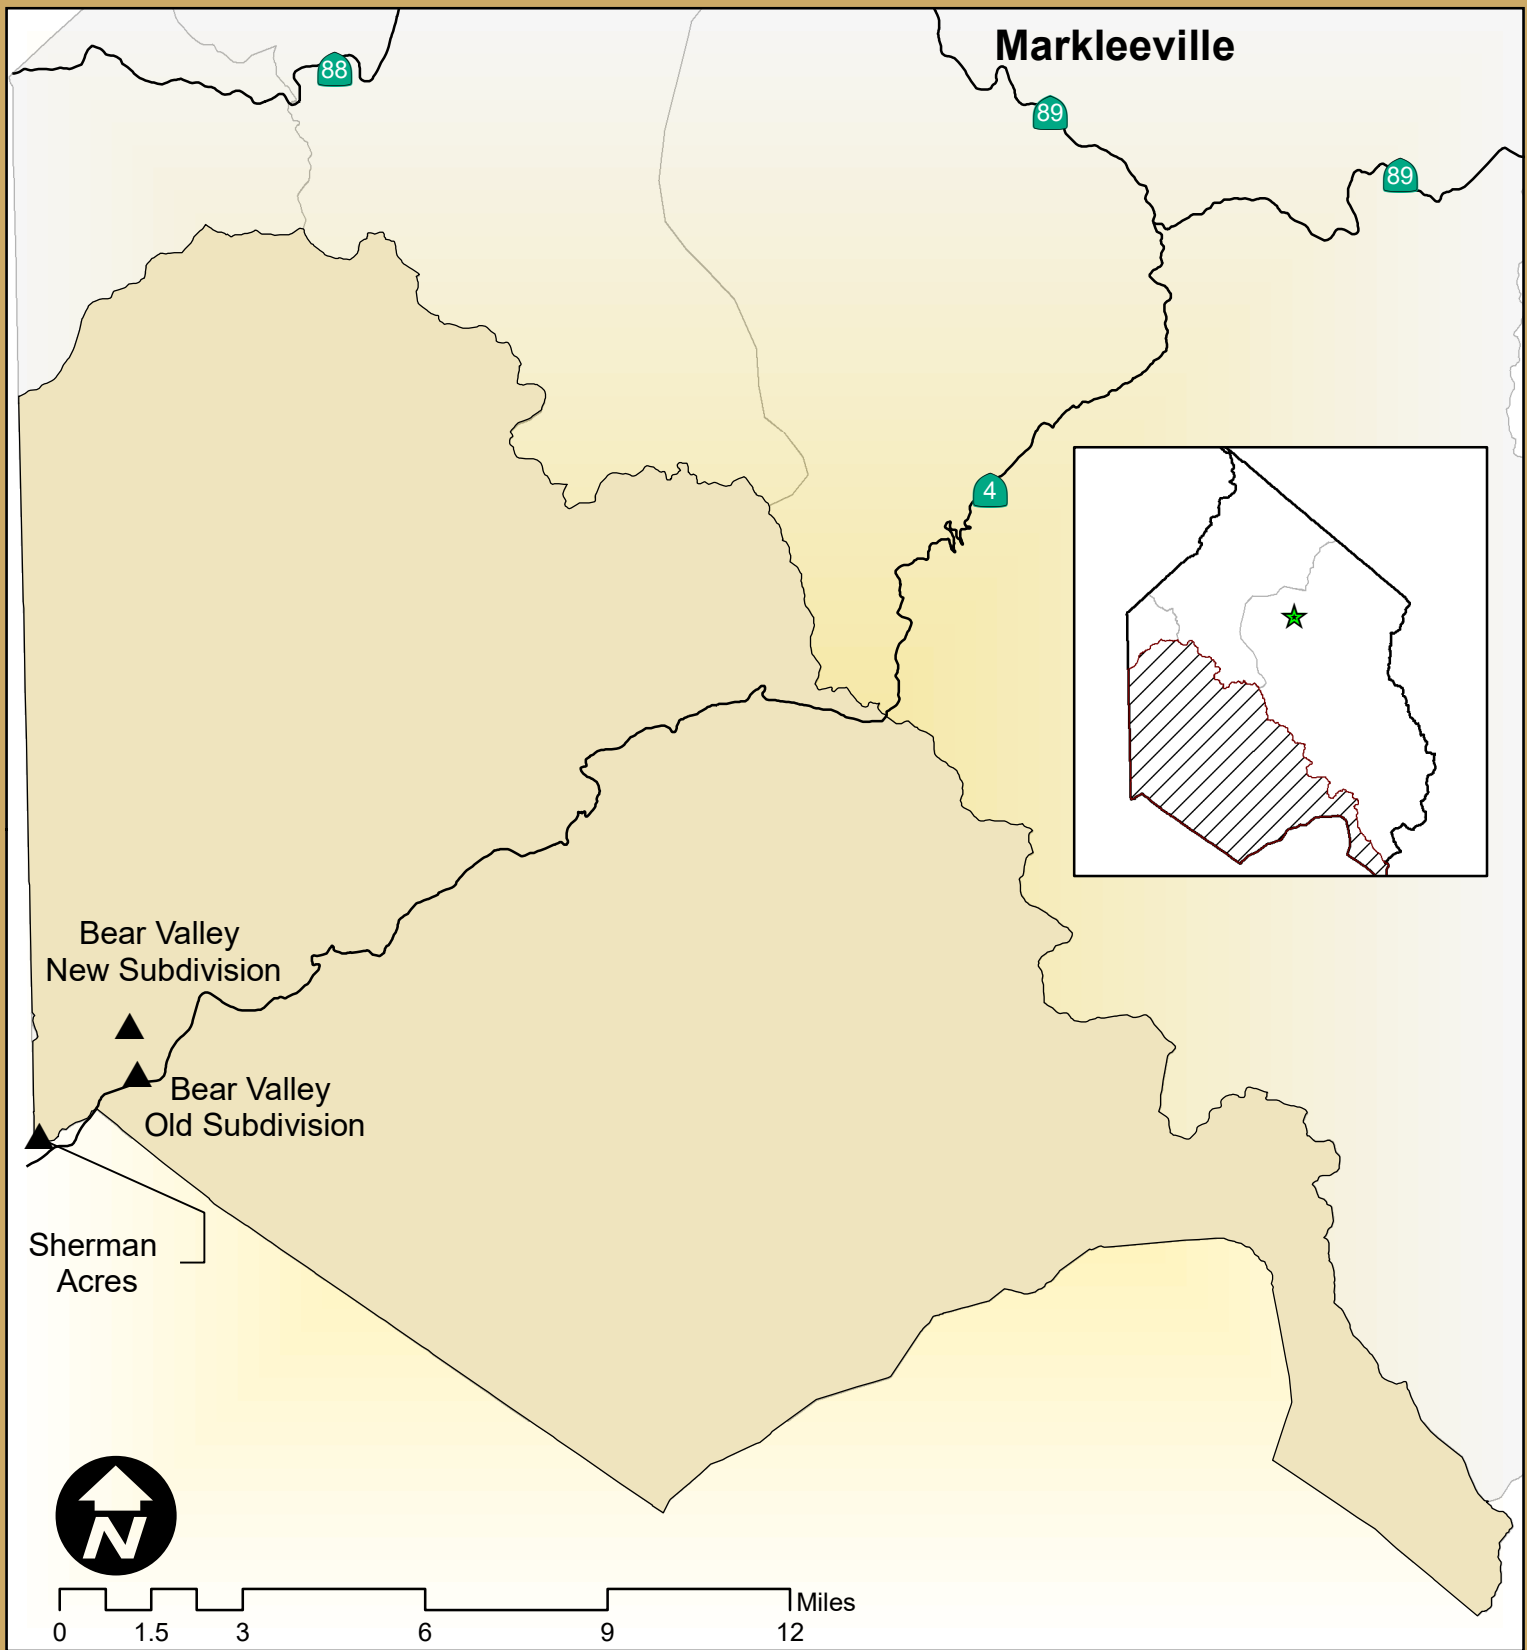 Markleeville
88
89
89
4
Bear Valley
New Subdivision
Bear Valley
Old Subdivision
Sherman
Acres
N
Miles
0 1.5 3 6 9 12